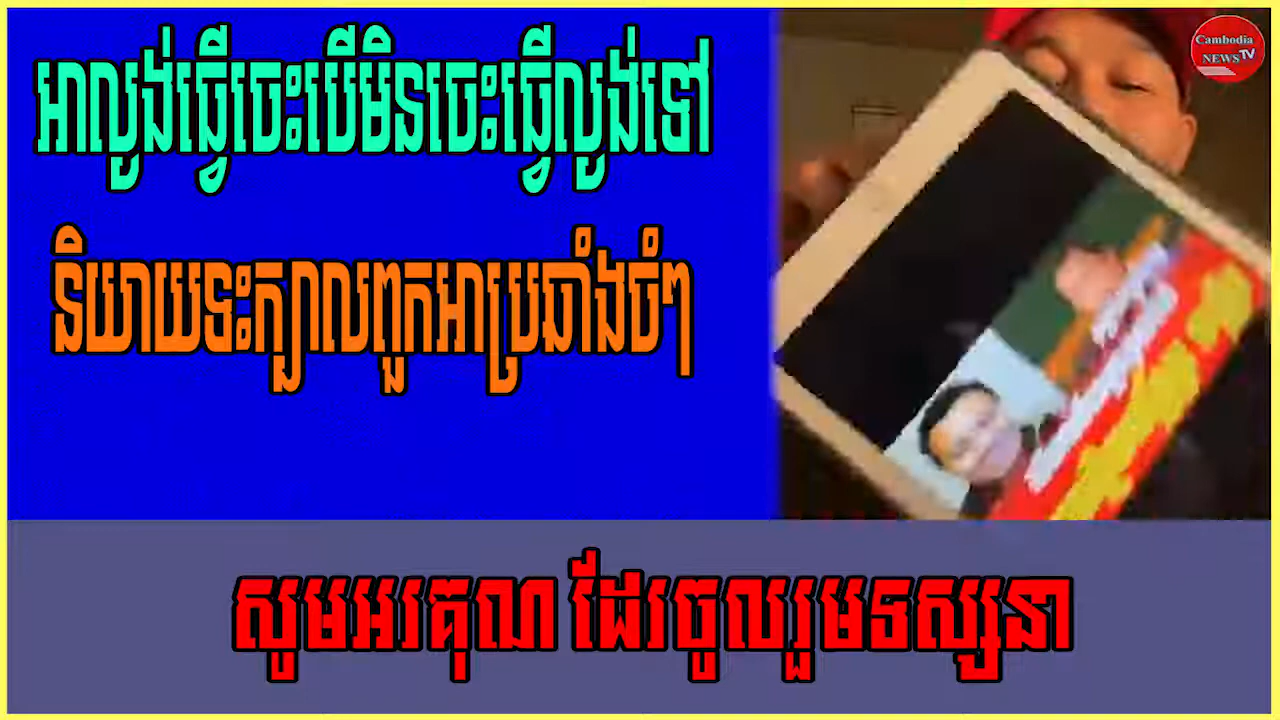 អាល្ងង់ធ្វើចេះបើមិនចេះធ្វើល្ងង់ទៅ
និយាយទះក្បាលពួកអាប្រឆាំងចំៗ
សូមអរគុណ ដែរចូលរួមទស្សនា
Cambodia
NEWS TV